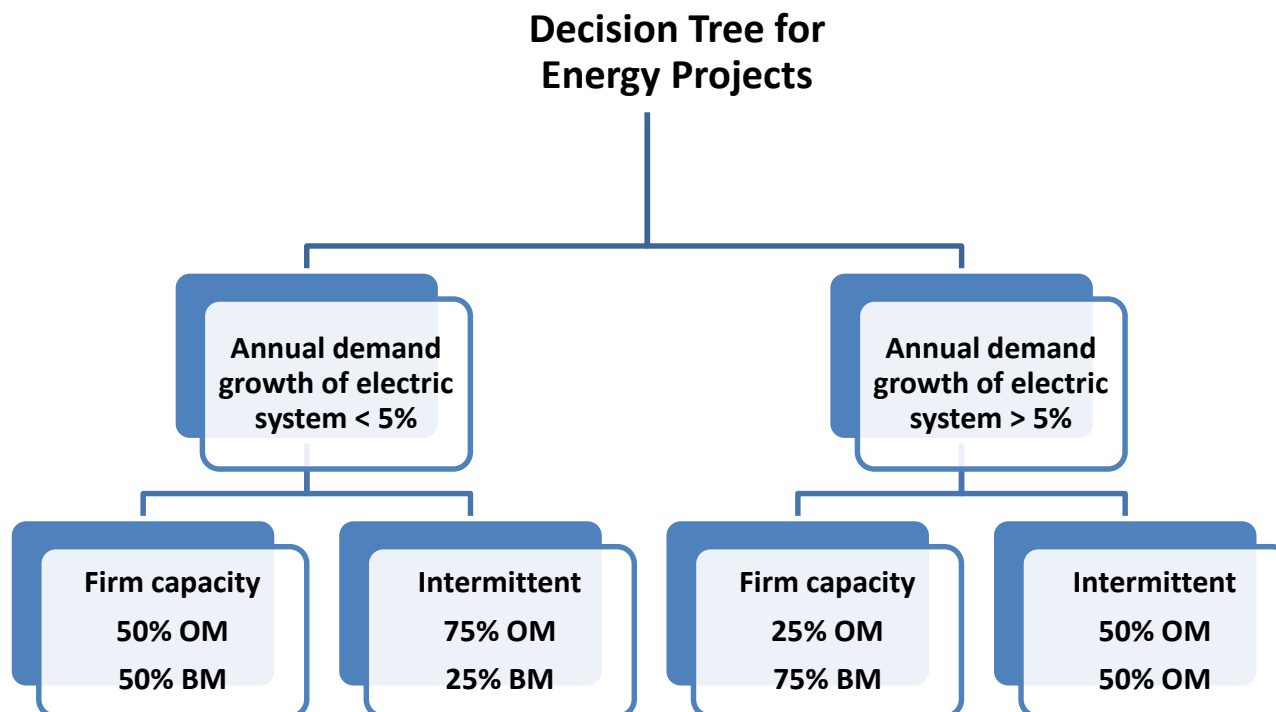 Decision Tree for
Energy Projects
Annual demand
growth of electric
system < 5%
Annual demand
growth of electric
system > 5%
Firm capacity
50% OM
50% BM
Intermittent
75% OM
25% BM
Firm capacity
25% OM
75% BM
Intermittent
50% OM
50% OM